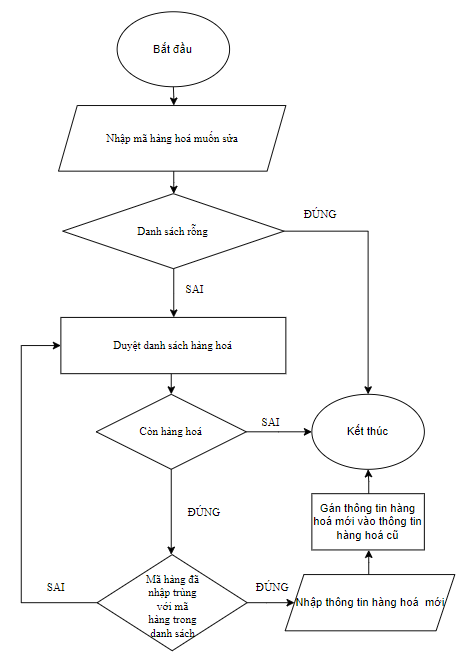 Bắt đầu
Nhập mã hàng hoá muốn sửa
Danh sách rỗng
ĐÚNG
SAI
Duyệt danh sách hàng hoá
Còn hàng hoá
SAI
Kết thúc
ĐÚNG
Gán thông tin hàng
hoá mới vào thông tin
hàng hoá cũ
Mã hàng đã
nhập trùng
với mã
hàng trong
danh sách
SAI
ĐÚNG
Nhập thông tin hàng hoá mới